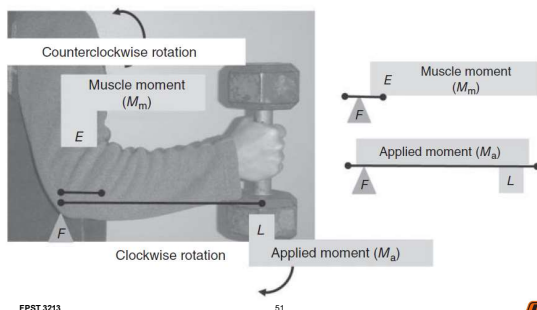 Counterclockwise rotation
Muscle moment
(Mm)
E
F
L
Clockwise rotation
Applied moment (Ma)
E
Muscle moment
(Mm)
F
Applied moment (Ma)
F
L
EPST 3213
51